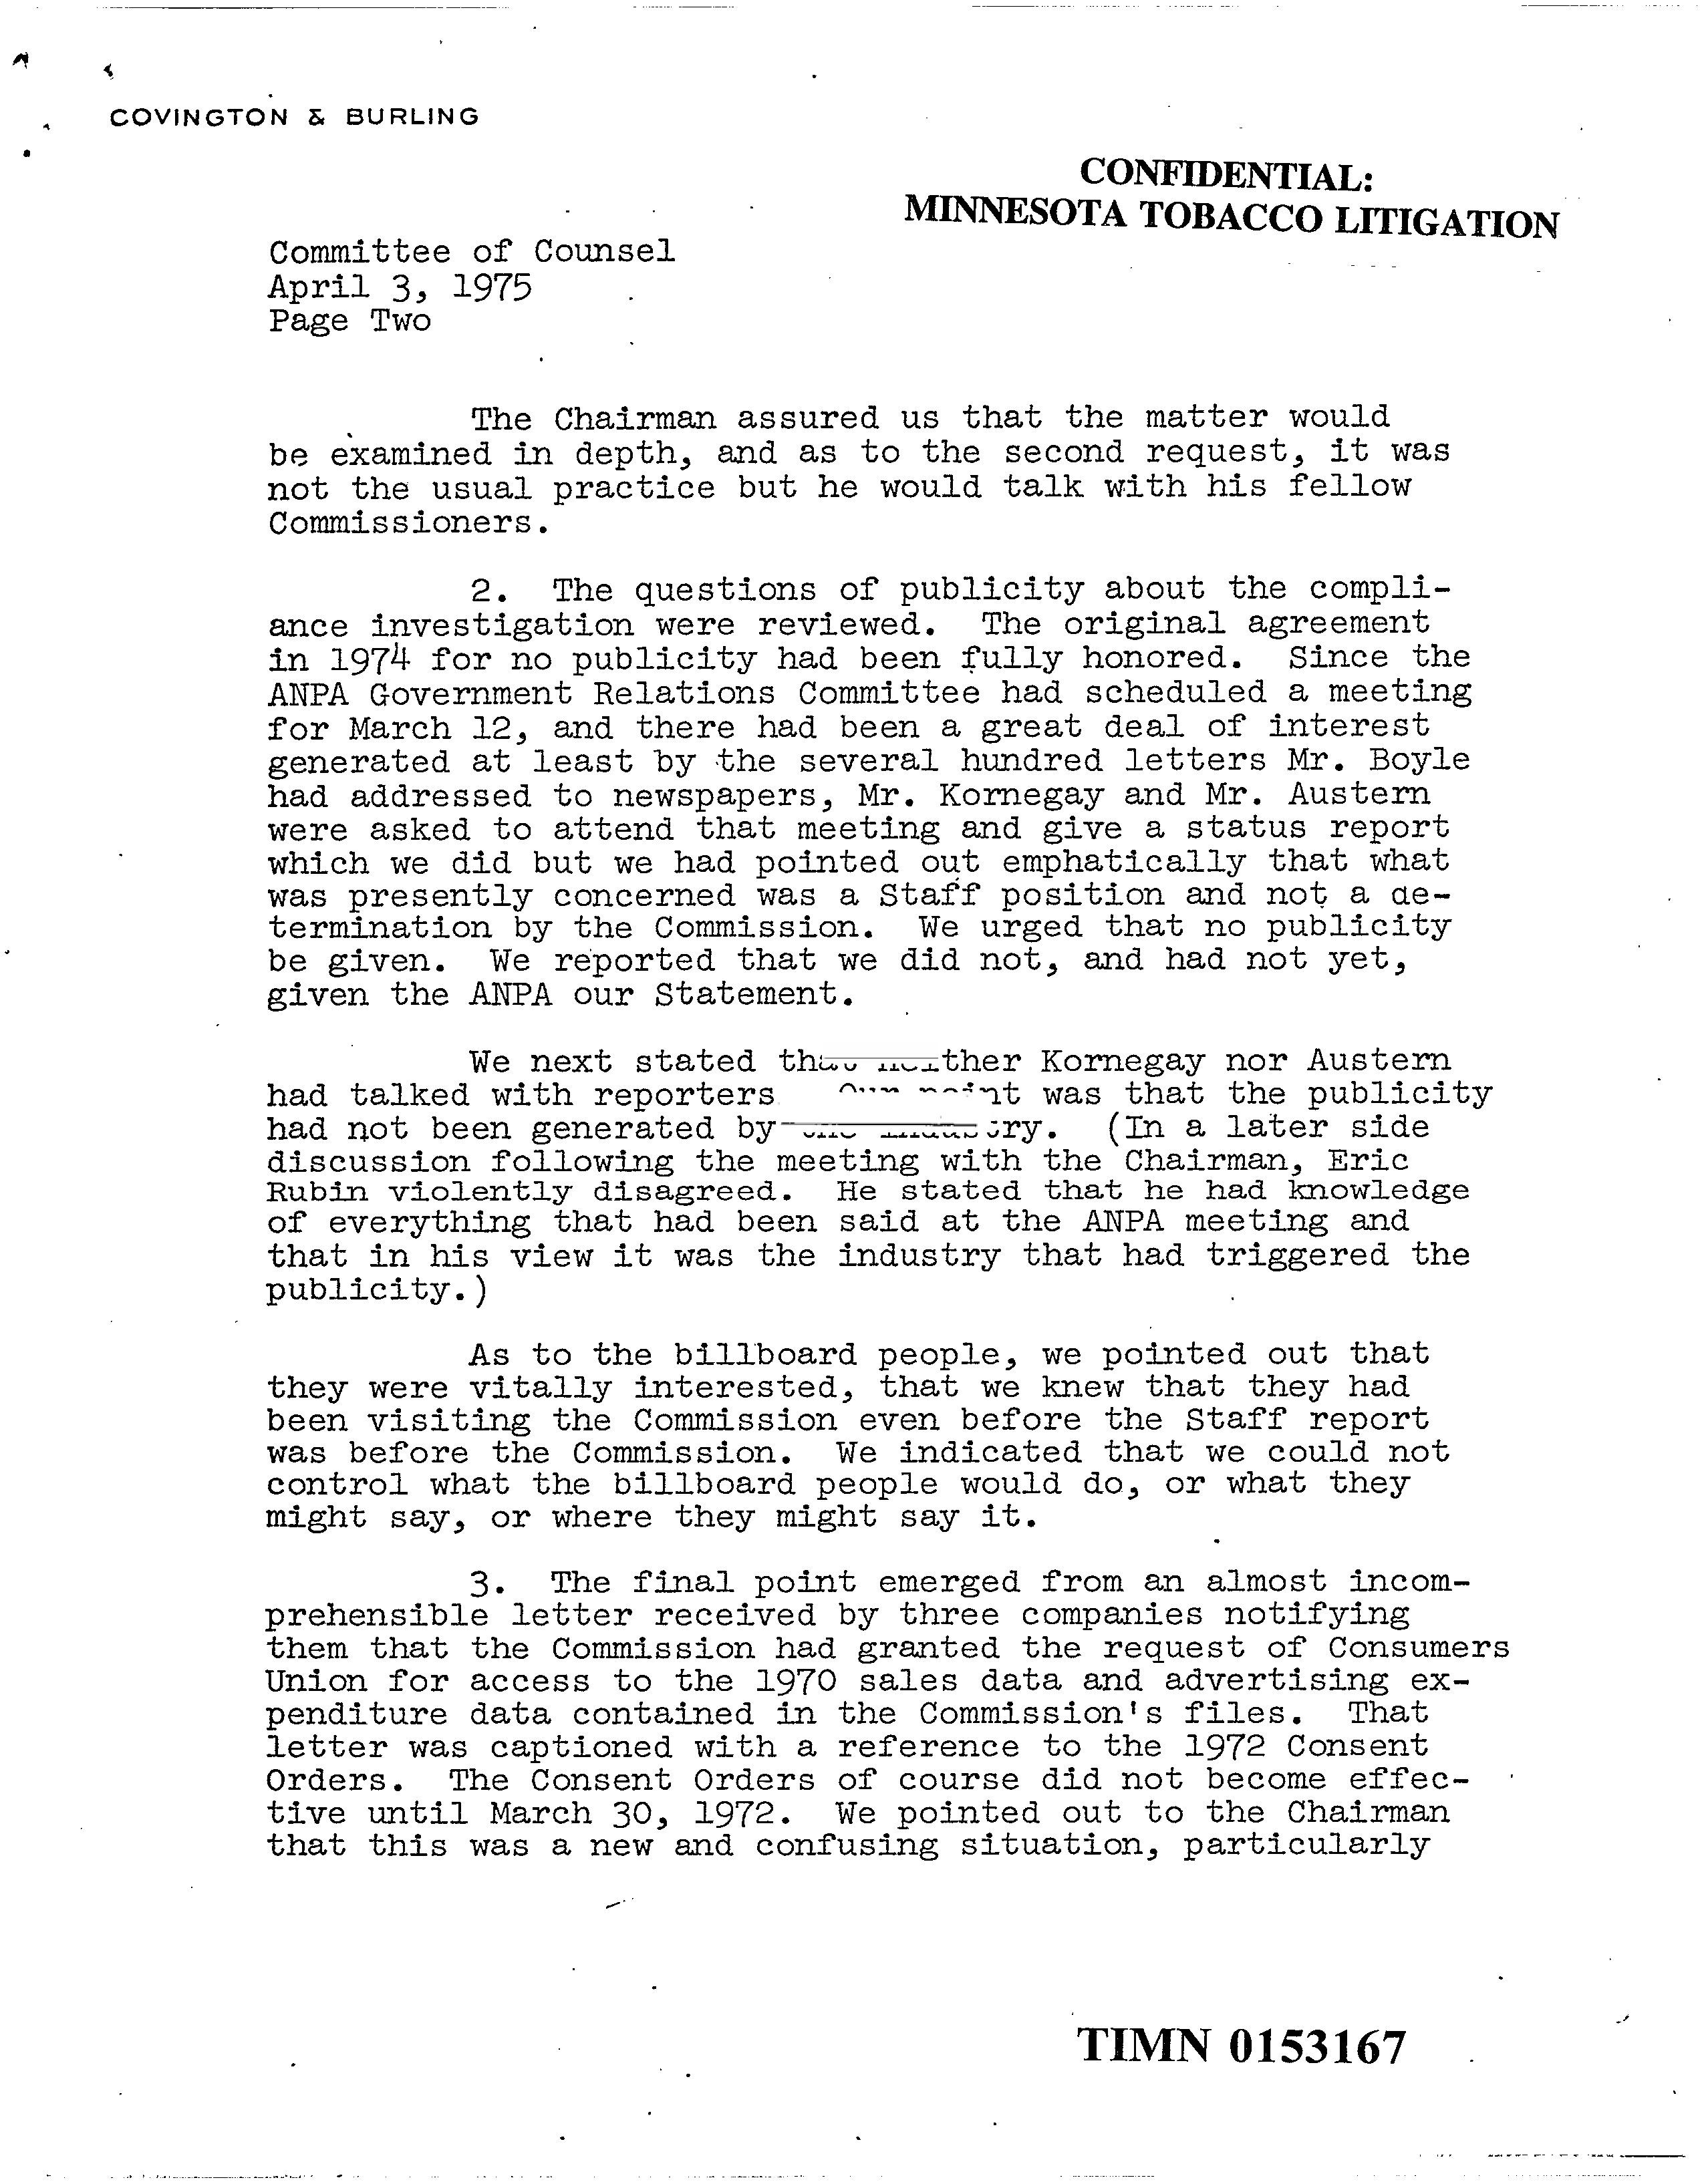 COVINGTON & BURLING
CONFIDENTIAL:
MINNESOTA TOBACCO LITIGATION
Committee of Counsel
April 3, 1975
Page Two
The Chairman assured us that the matter would
be examined in depth, and as to the second request, it was
not the usual practice but he would talk with his fellow
Commissioners.
2. The questions of publicity about the compli-
ance investigation were reviewed. The original agreement
in 1974 for no publicity had been fully honored. Since the
ANPA Government Relations Committee had scheduled a meeting
for March 12, and there had been a great deal of interest
generated at least by the several hundred letters Mr. Boyle
had addressed to newspapers, Mr. Kornegay and Mr. Austern
were asked to attend that meeting and give a status report
which we did but we had pointed out emphatically that what
was presently concerned was a Staff position and not a de-
termination by the Commission. We urged that no publicity
be given. We reported that we did not, and had not yet,
given the ANPA our Statement.
We next stated Kornegay nor Austern
had talked with reporters was that the publicity
had not been generated by (In a later side
discussion following the meeting with the Chairman, Eric
Rubin violently disagreed. He stated that he had knowledge
of everything that had been said at the ANPA meeting and
that in his view it was the industry that had triggered the
publicity.)
As to the billboard people, we pointed out that
they were vitally interested, that we knew that they had
been visiting the Commission even before the Staff report
was before the Commission. We indicated that we could not
control what the billboard people would do, or what they
might say, or where they might say it.
3. The final point emerged from an almost incom-
prehensible letter received by three companies notifying
them that the Commission had granted the request of Consumers
Union for access to the 1970 sales data and advertising ex-
penditure data contained in the Commission's files. That
letter was captioned with a reference to the 1972 Consent
Orders. The Consent Orders of course did not become effec-
tive until March 30, 1972. We pointed out to the Chairman
that this was a new and confusing situation, particularly
TIMN 0153167